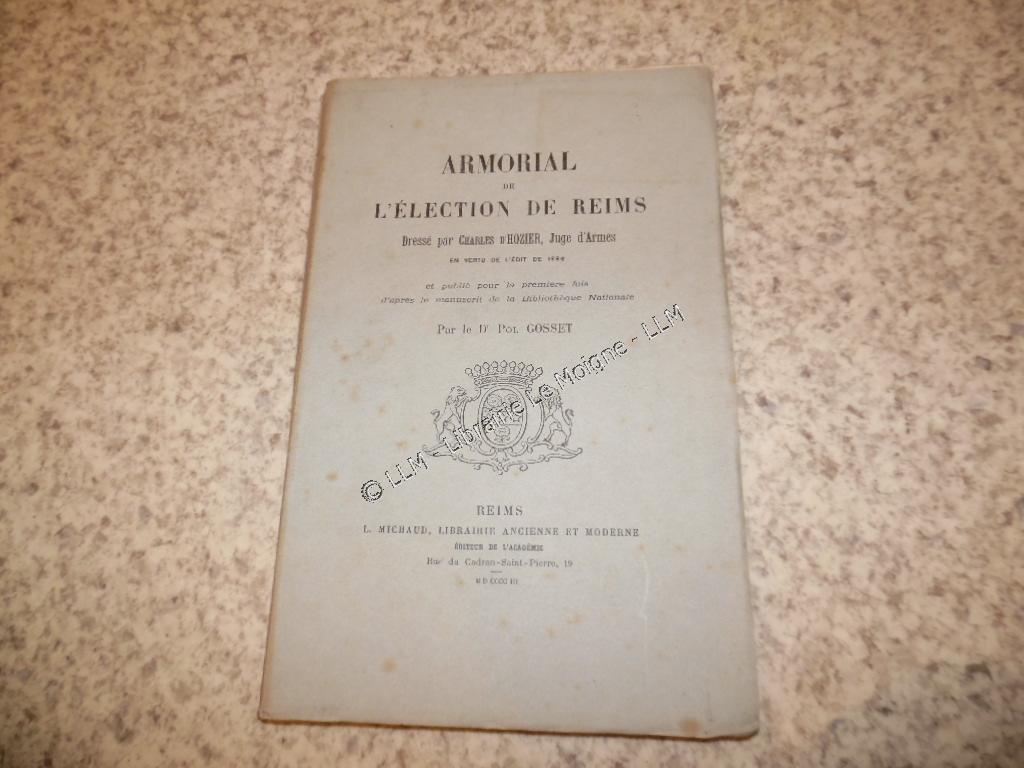 ARMORIAL
DE
L'ÉLECTION DE REIMS
Dressé par CHARLES D'HOZIER, Juge d'Armes
EN VERTU DE L'ÉDIT DE 1696
et publié pour la première fois
d'après le manuscrit de la Bibliothèque Nationale
Par le Dr POL GOSSET
© LLM - Librairie Le Moigne - LLM
REIMS
L. MICHAUD, LIBRAIRIE ANCIENNE ET MODERNE
ÉDITEUR DE L'ACADÉMIE
Rue du Cadran-Saint-Pierre, 19